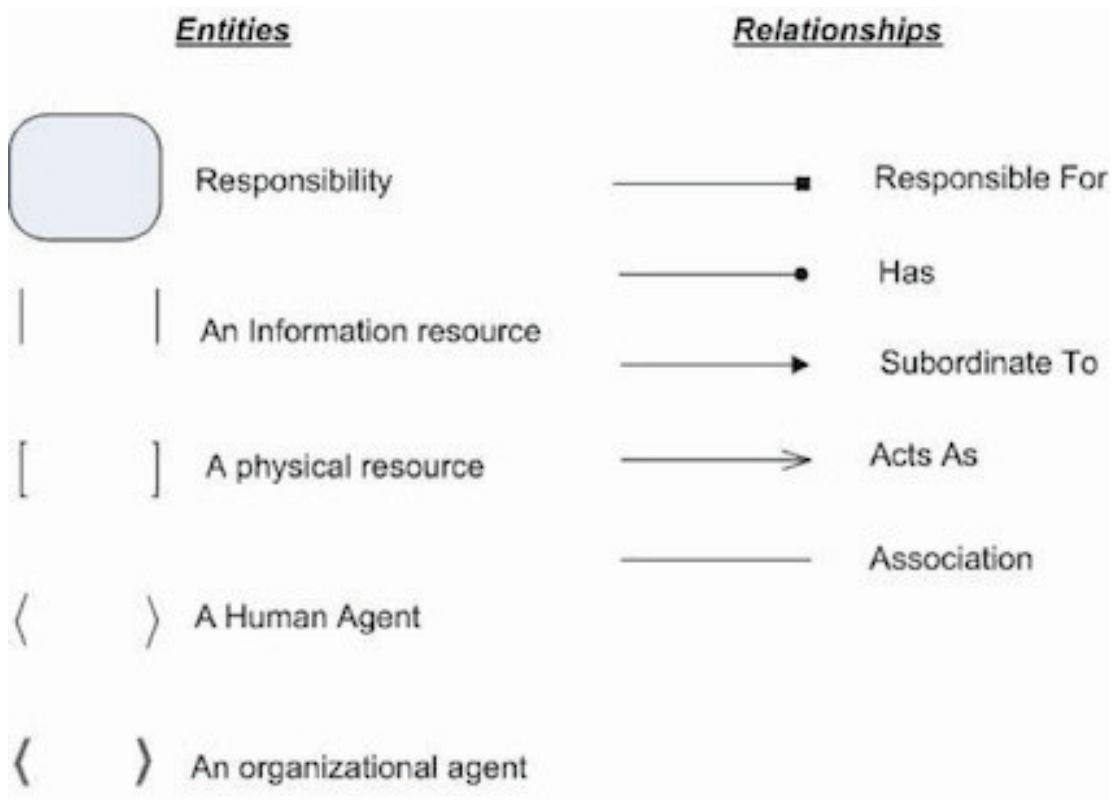 Entities
Responsibility
An Information resource
A physical resource
A Human Agent
An organizational agent
Relationships
Responsible For
Has
Subordinate To
Acts As
Association